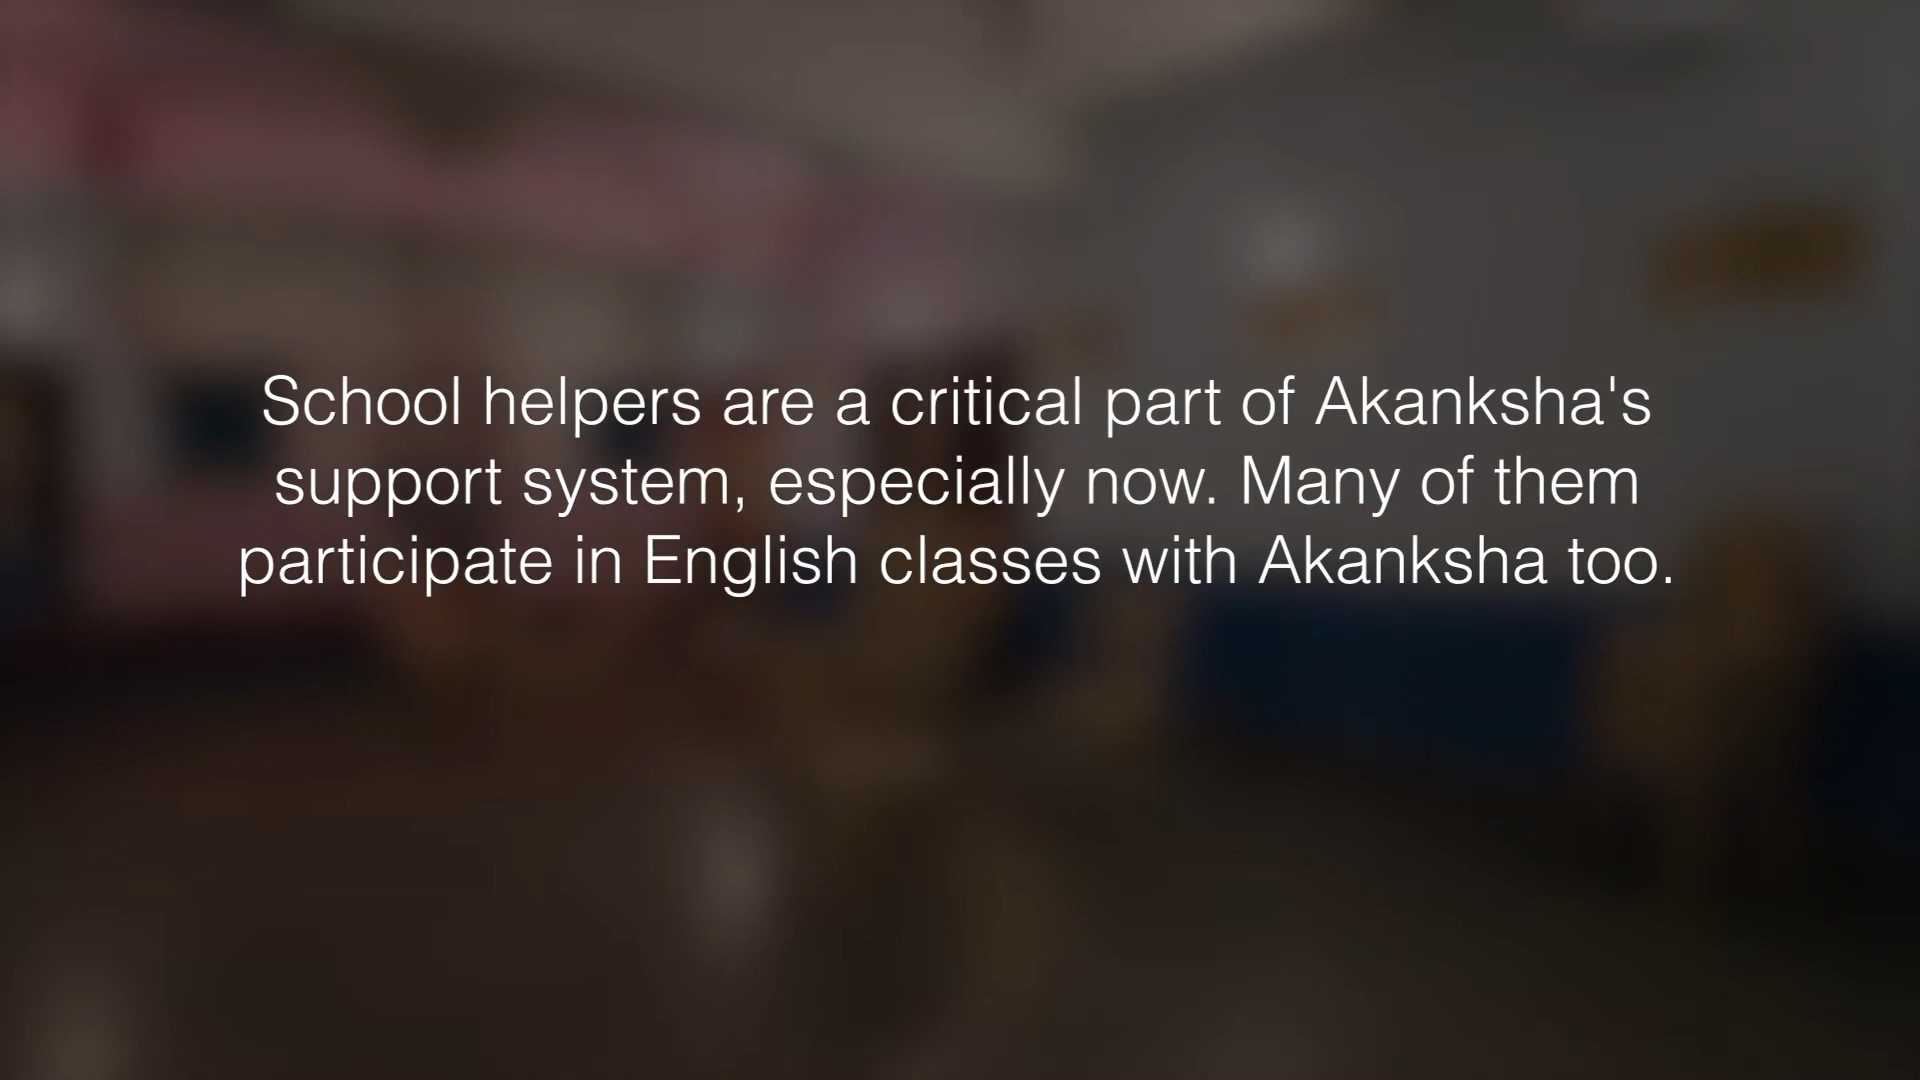 School helpers are a critical part of Akanksha's
support system, especially now. Many of them
participate in English classes with Akanksha too.